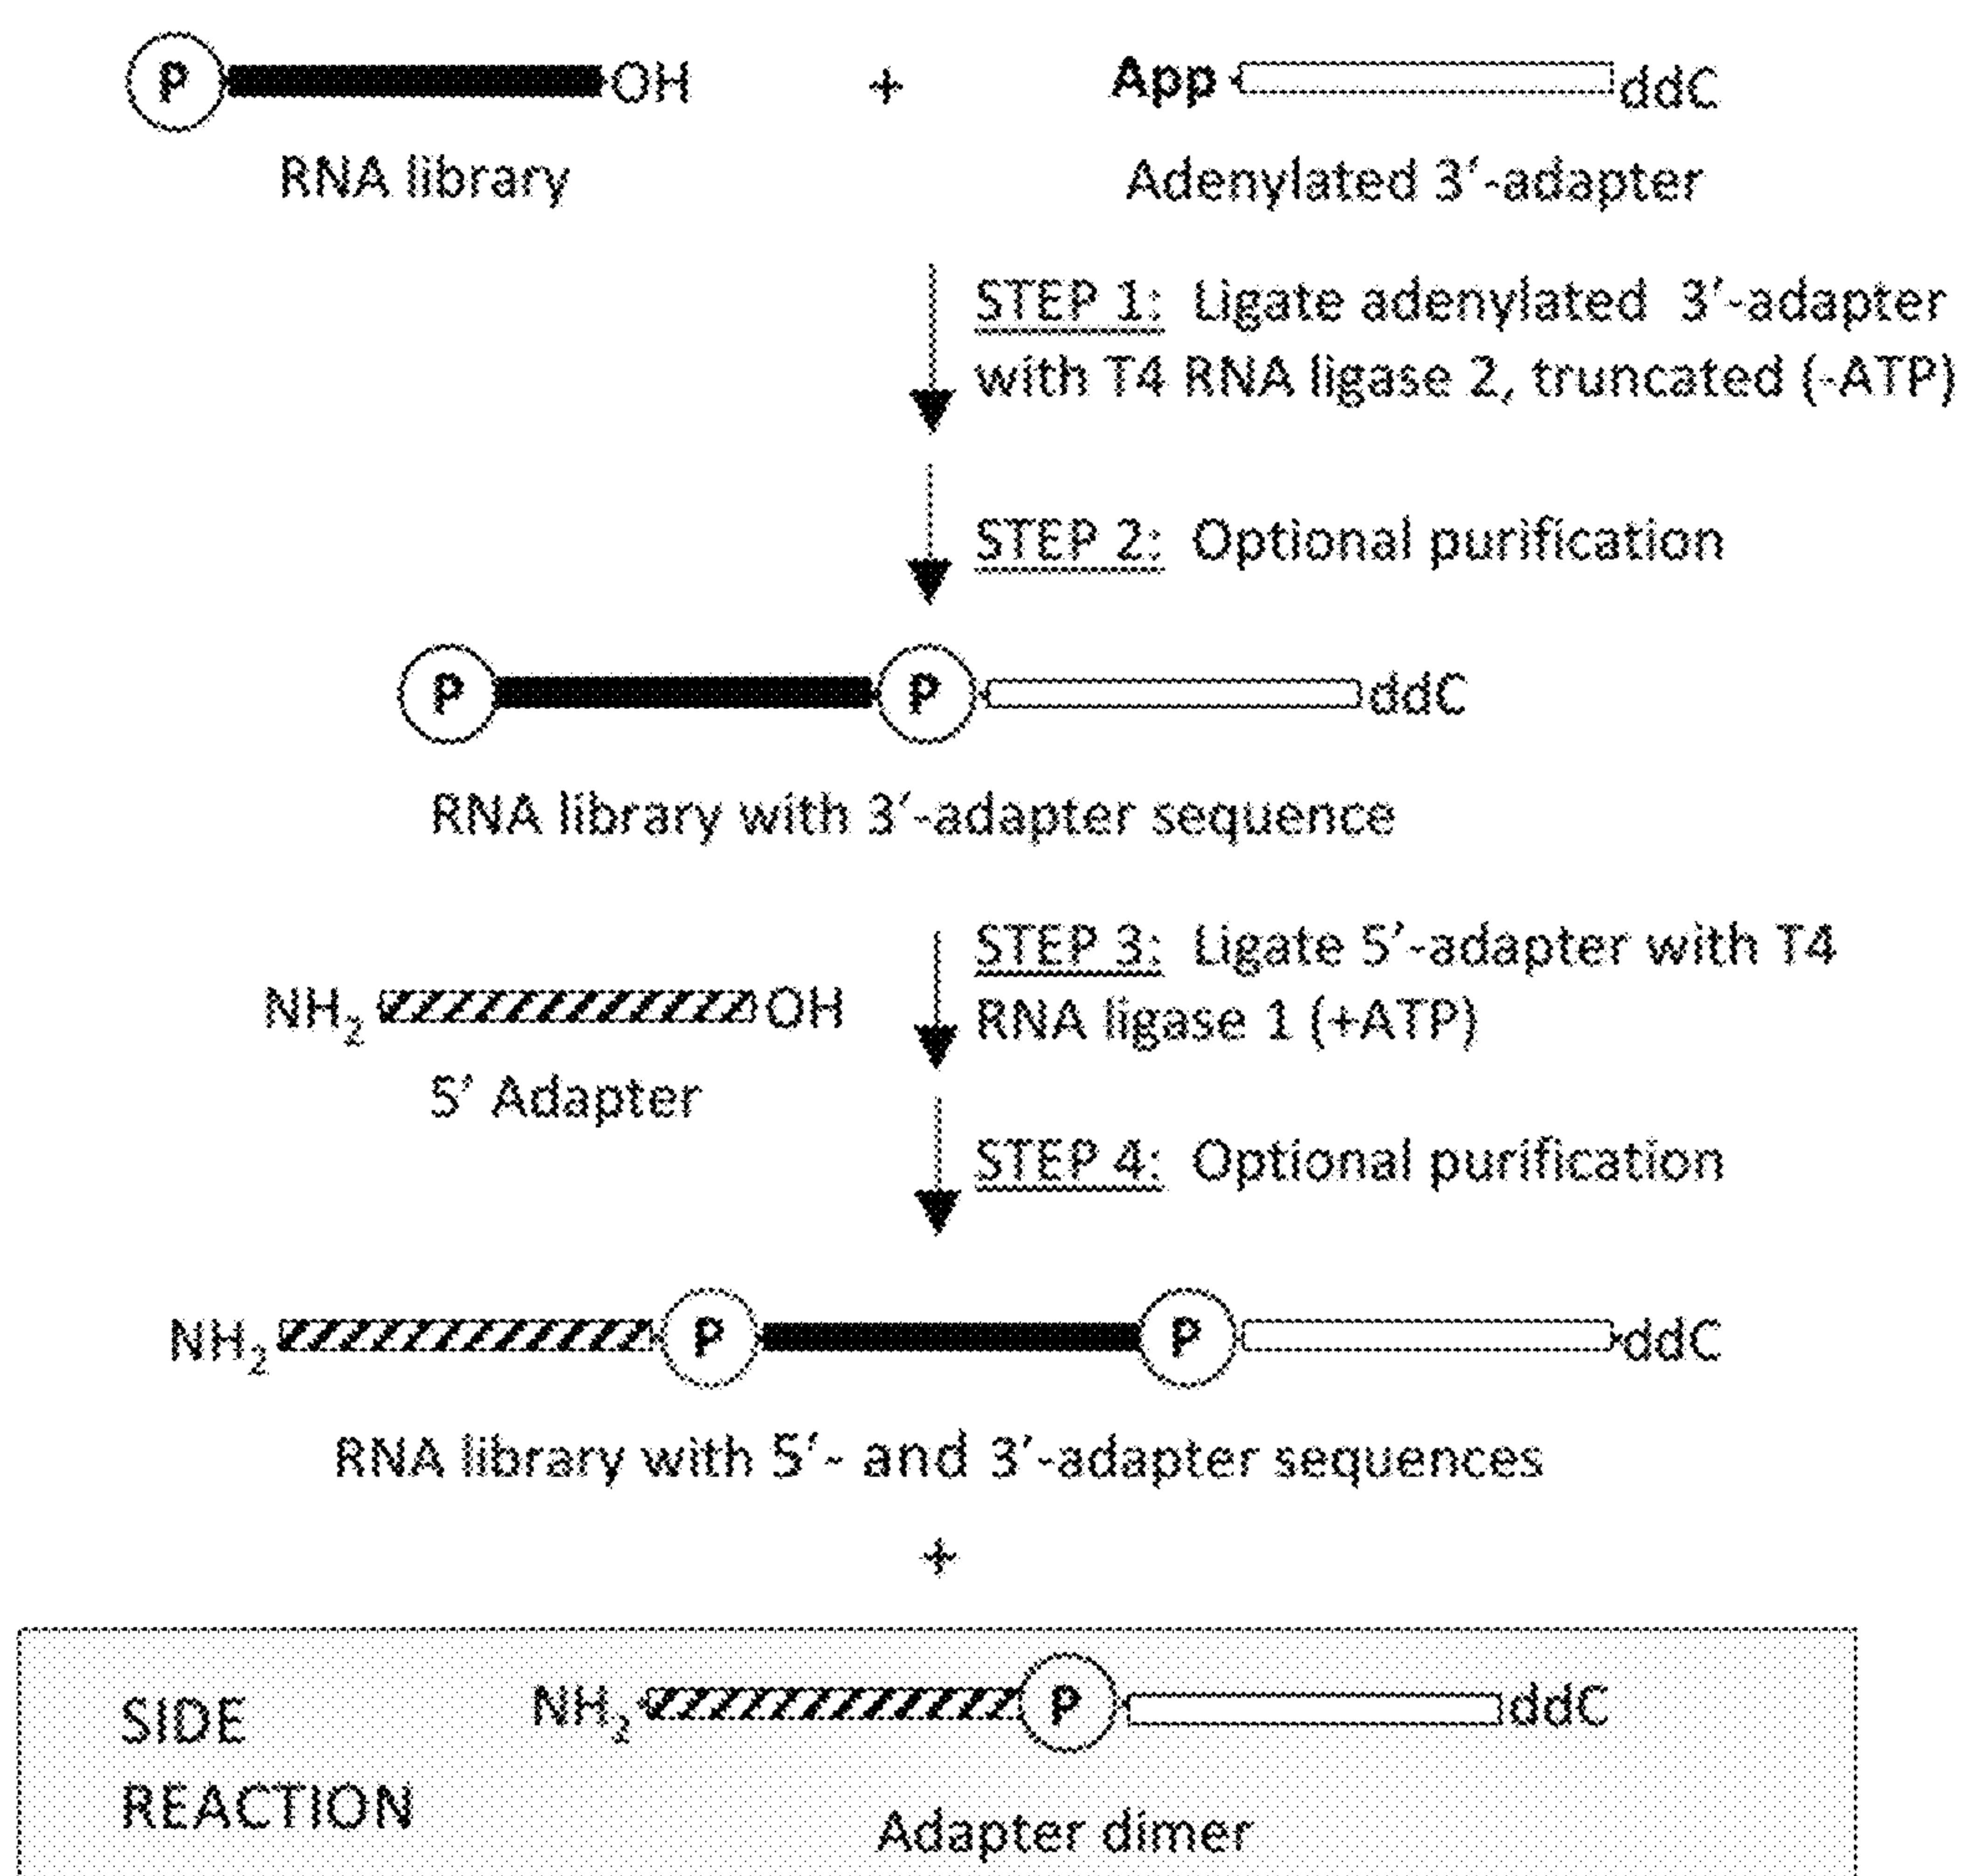 P OH + App ddC
RNA library Adenylated 3′-adapter
STEP 1: Ligate adenylated 3′-adapter
with T4 RNA ligase 2, truncated (-ATP)
STEP 2: Optional purification
P P ddC
RNA library with 3′-adapter sequence
STEP 3: Ligate 5′-adapter with T4
RNA ligase 1 (+ATP)
NH₂ OH
5′ Adapter
STEP 4: Optional purification
NH₂ P P ddC
RNA library with 5′- and 3′-adapter sequences
+
SIDE
REACTION
NH₂ P ddC
Adapter dimer